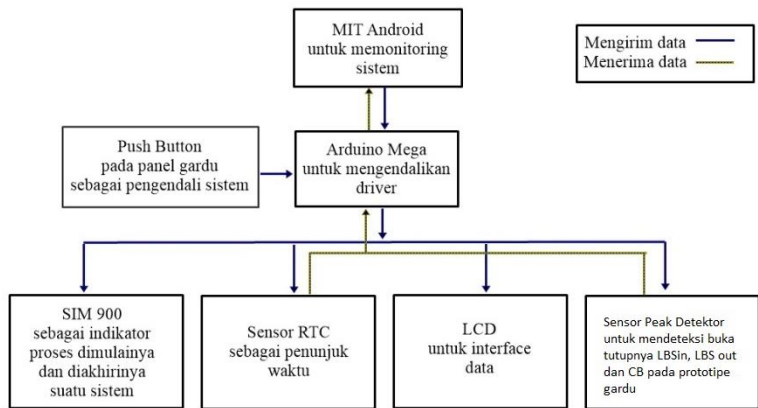 MIT Android
untuk memonitoring
sistem
Mengirim data
Menerima data
Push Button
pada panel gardu
sebagai pengendali sistem
Arduino Mega
untuk mengendalikan
driver
SIM 900
sebagai indikator
proses dimulainya
dan diakhirinya
suatu sistem
Sensor RTC
sebagai penunjuk
waktu
LCD
untuk interface
data
Sensor Peak Detektor
untuk mendeteksi buka
tutupnya LBSin, LBS out
dan CB pada prototipe
gardu